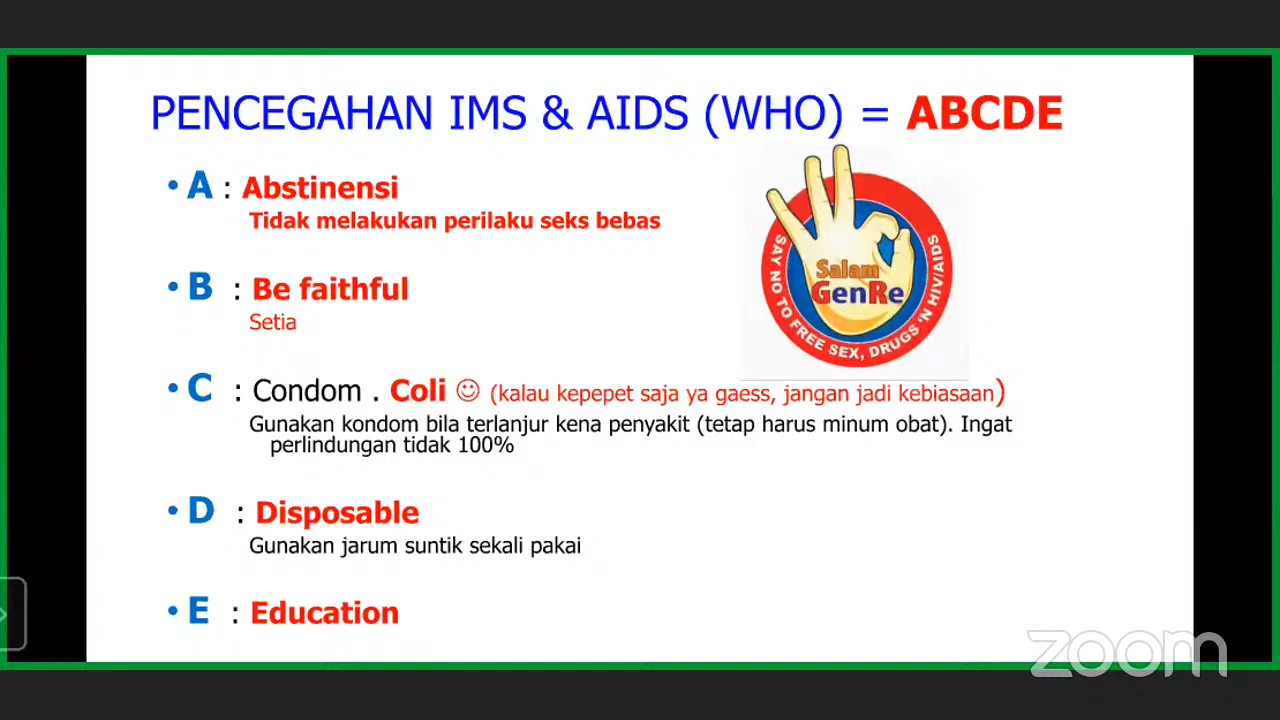 PENCEGAHAN IMS & AIDS (WHO) = ABCDE
• A : Abstinensi
Tidak melakukan perilaku seks bebas
• B : Be faithful
Setia
• C : Condom . Coli ☺ (kalau kepepet saja ya gaess, jangan jadi kebiasaan)
Gunakan kondom bila terlanjur kena penyakit (tetap harus minum obat). Ingat
perlindungan tidak 100%
• D : Disposable
Gunakan jarum suntik sekali pakai
• E : Education
Salam
GenRe
SAY NO TO FREE SEX, DRUGS 'N HIV/AIDS
zoom